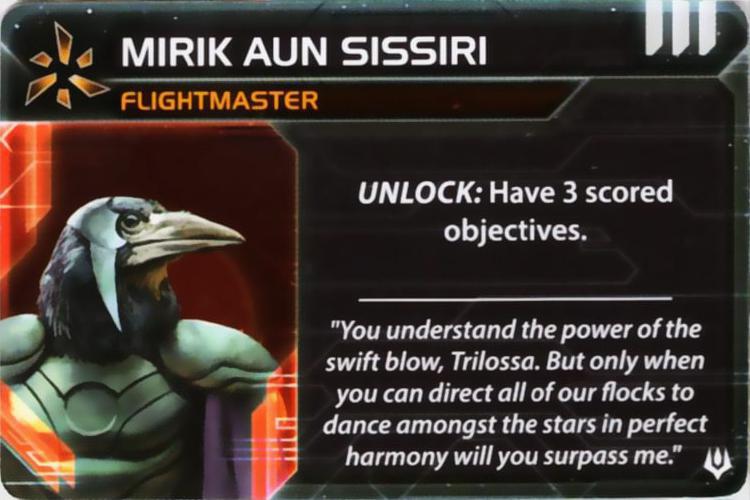 MIRIK AUN SISSIRI
FLIGHTMASTER
UNLOCK: Have 3 scored
objectives.
"You understand the power of the
swift blow, Trilossa. But only when
you can direct all of our flocks to
dance amongst the stars in perfect
harmony will you surpass me."